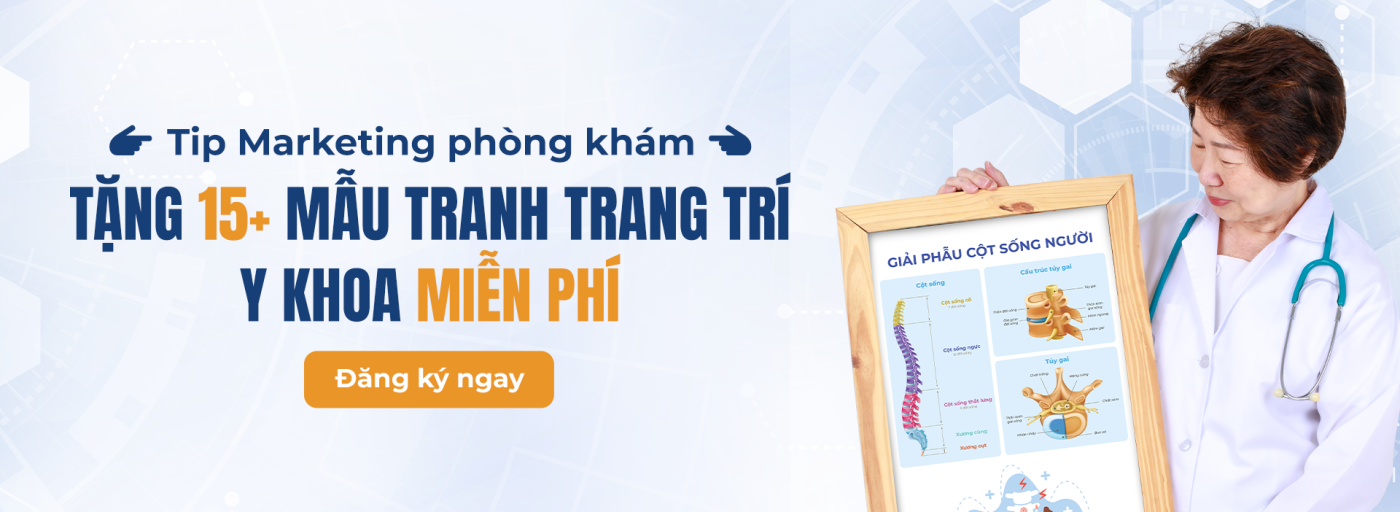 Tip Marketing phòng khám
TẶNG 15+ MẪU TRANH TRANG TRÍ
Y KHOA MIỄN PHÍ
Đăng ký ngay
GIẢI PHẪU CỘT SỐNG NGƯỜI
Cột sống
Cột sống cổ
Cột sống ngực
Cột sống thắt lưng
Xương cùng
Xương cụt
Cấu trúc tủy gai
Tủy gai